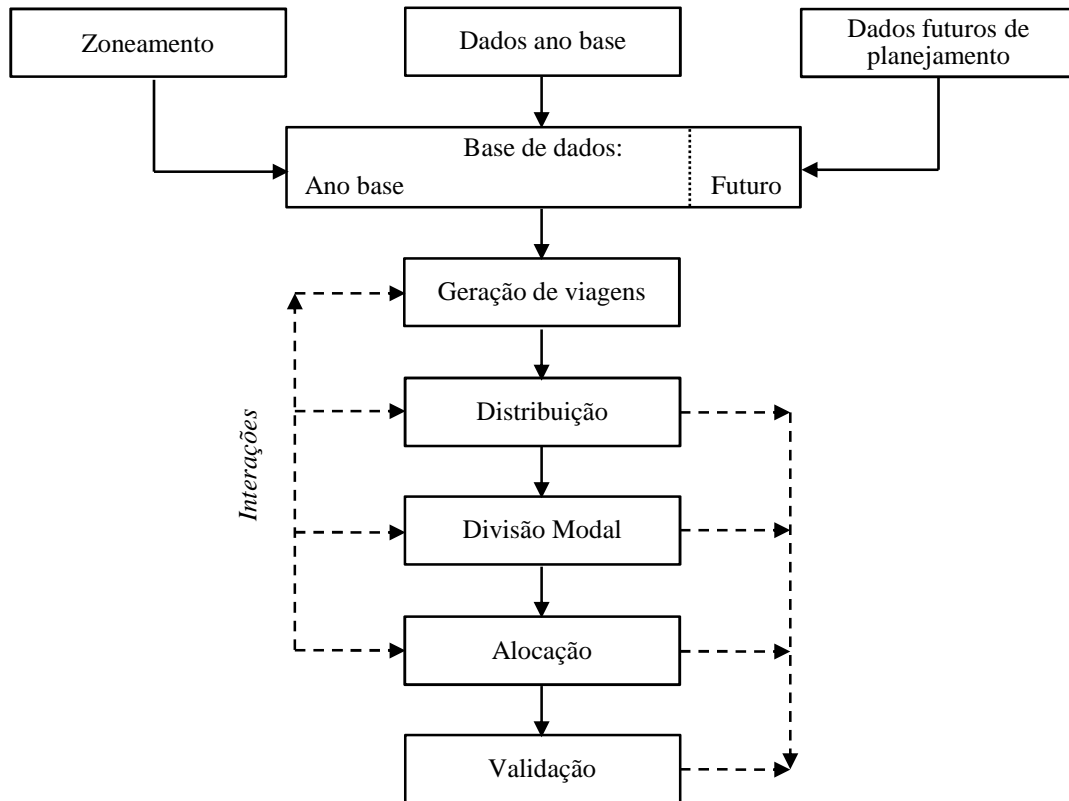 Zoneamento
Dados ano base
Dados futuros de
planejamento
Base de dados:
Ano base
Futuro
Geração de viagens
Distribuição
Interações
Divisão Modal
Alocação
Validação